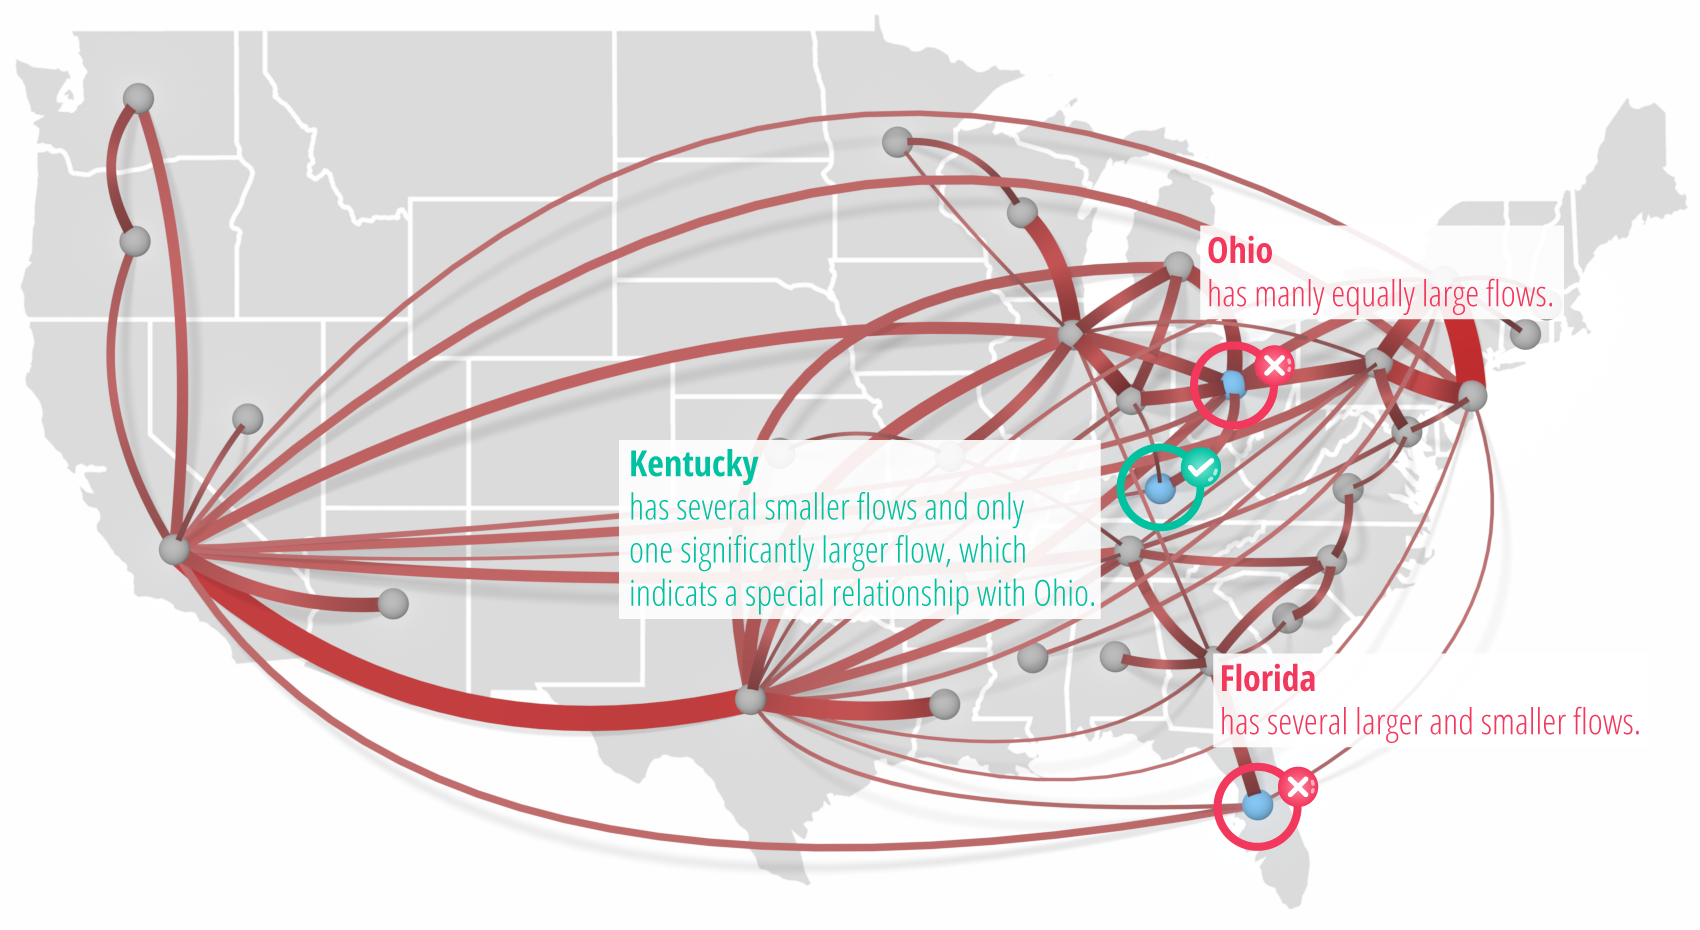 Ohio
has manly equally large flows.
Kentucky
has several smaller flows and only
one significantly larger flow, which
indicats a special relationship with Ohio.
Florida
has several larger and smaller flows.